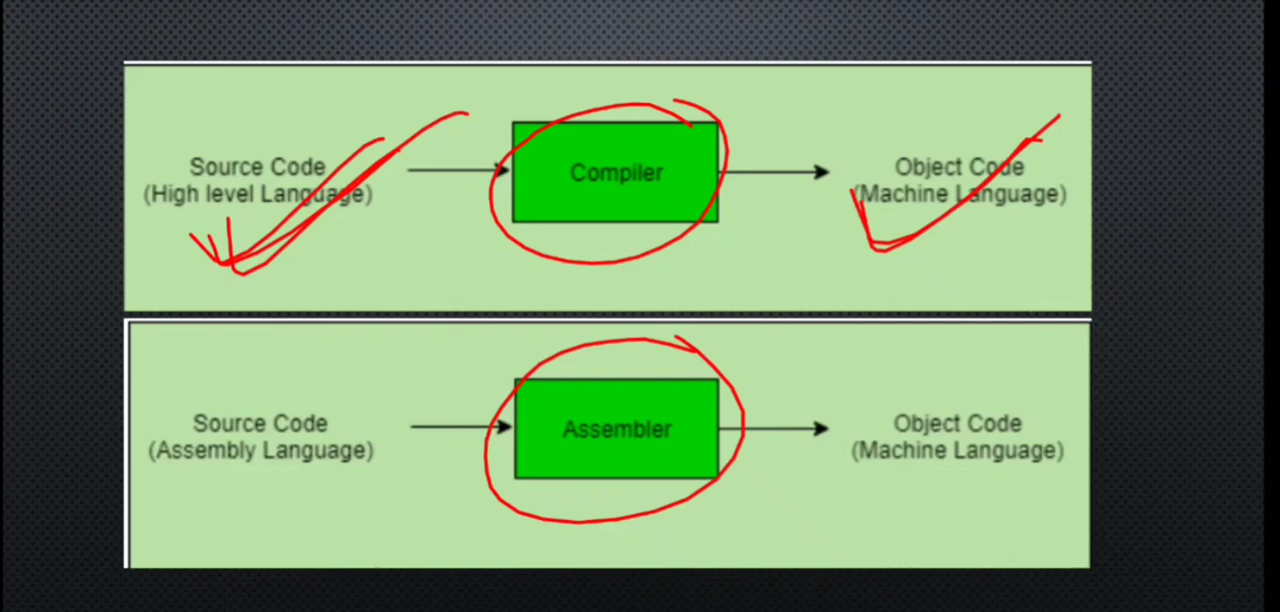 Source Code
(High level Language)
Compiler
Object Code
(Machine Language)
Source Code
(Assembly Language)
Assembler
Object Code
(Machine Language)